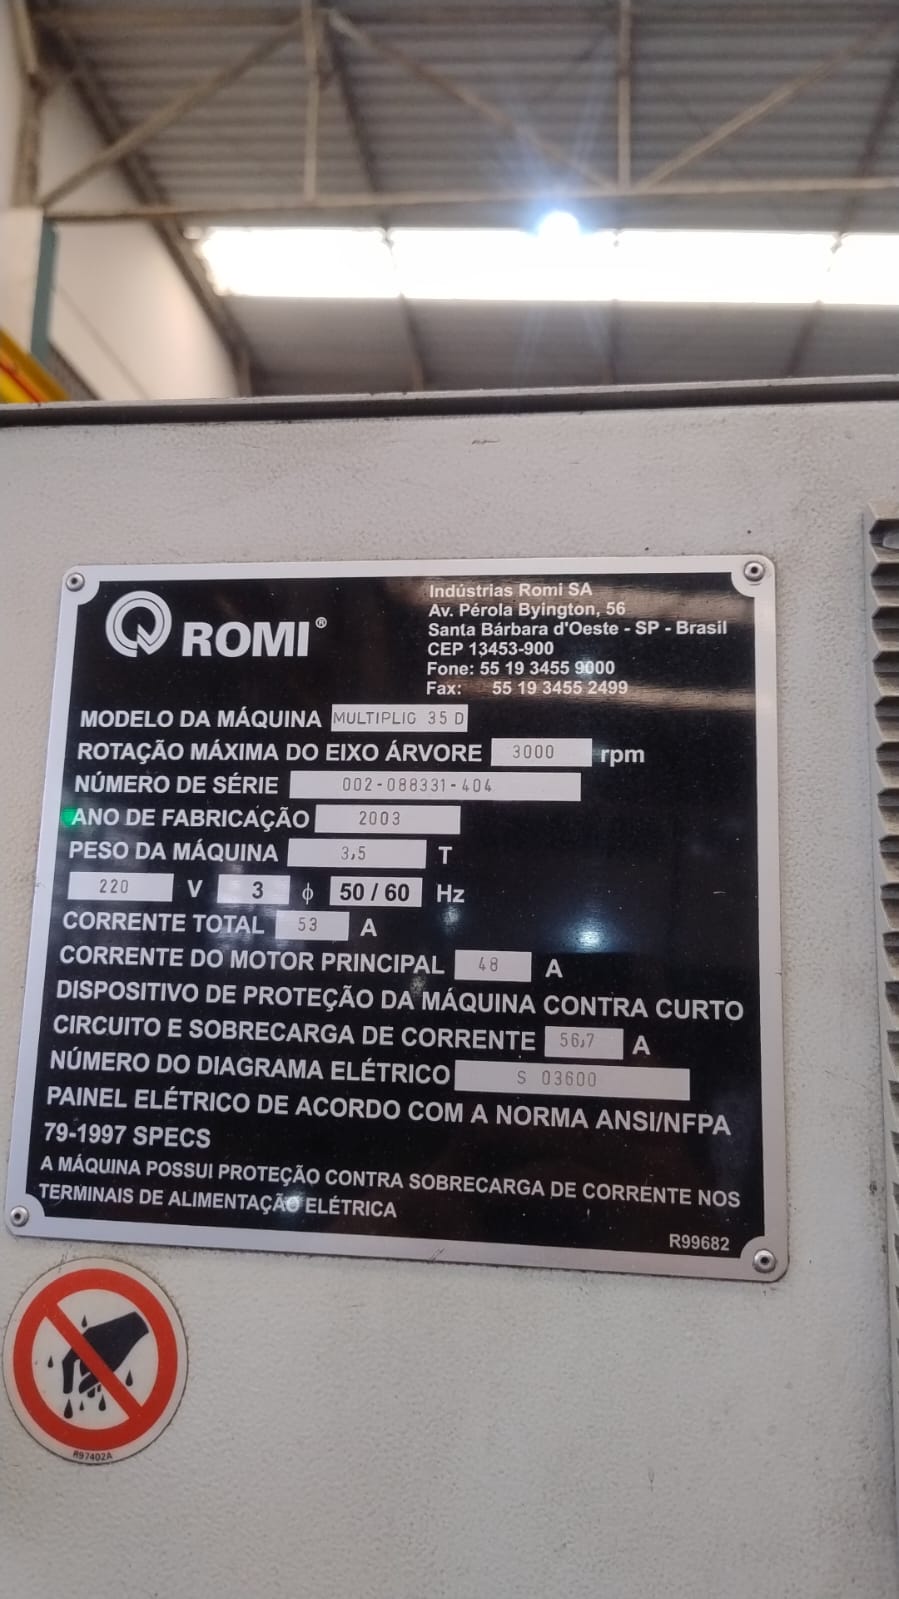 ROMI®
Indústrias Romi SA
Av. Pérola Byington, 56
Santa Bárbara d'Oeste - SP - Brasil
CEP 13453-900
Fone: 55 19 3455 9000
Fax: 55 19 3455 2499
MODELO DA MÁQUINA MULTIPLIC 35 D
ROTAÇÃO MÁXIMA DO EIXO ÁRVORE 3000 rpm
NÚMERO DE SÉRIE 002-088331-404
ANO DE FABRICAÇÃO 2003
PESO DA MÁQUINA 3,5 T
220 V 3 ϕ 50 / 60 Hz
CORRENTE TOTAL 53 A
CORRENTE DO MOTOR PRINCIPAL 48 A
DISPOSITIVO DE PROTEÇÃO DA MÁQUINA CONTRA CURTO
CIRCUITO E SOBRECARGA DE CORRENTE 56,7 A
NÚMERO DO DIAGRAMA ELÉTRICO S 03600
PAINEL ELÉTRICO DE ACORDO COM A NORMA ANSI/NFPA
79-1997 SPECS
A MÁQUINA POSSUI PROTEÇÃO CONTRA SOBRECARGA DE CORRENTE NOS
TERMINAIS DE ALIMENTAÇÃO ELÉTRICA
R99682
R97402A